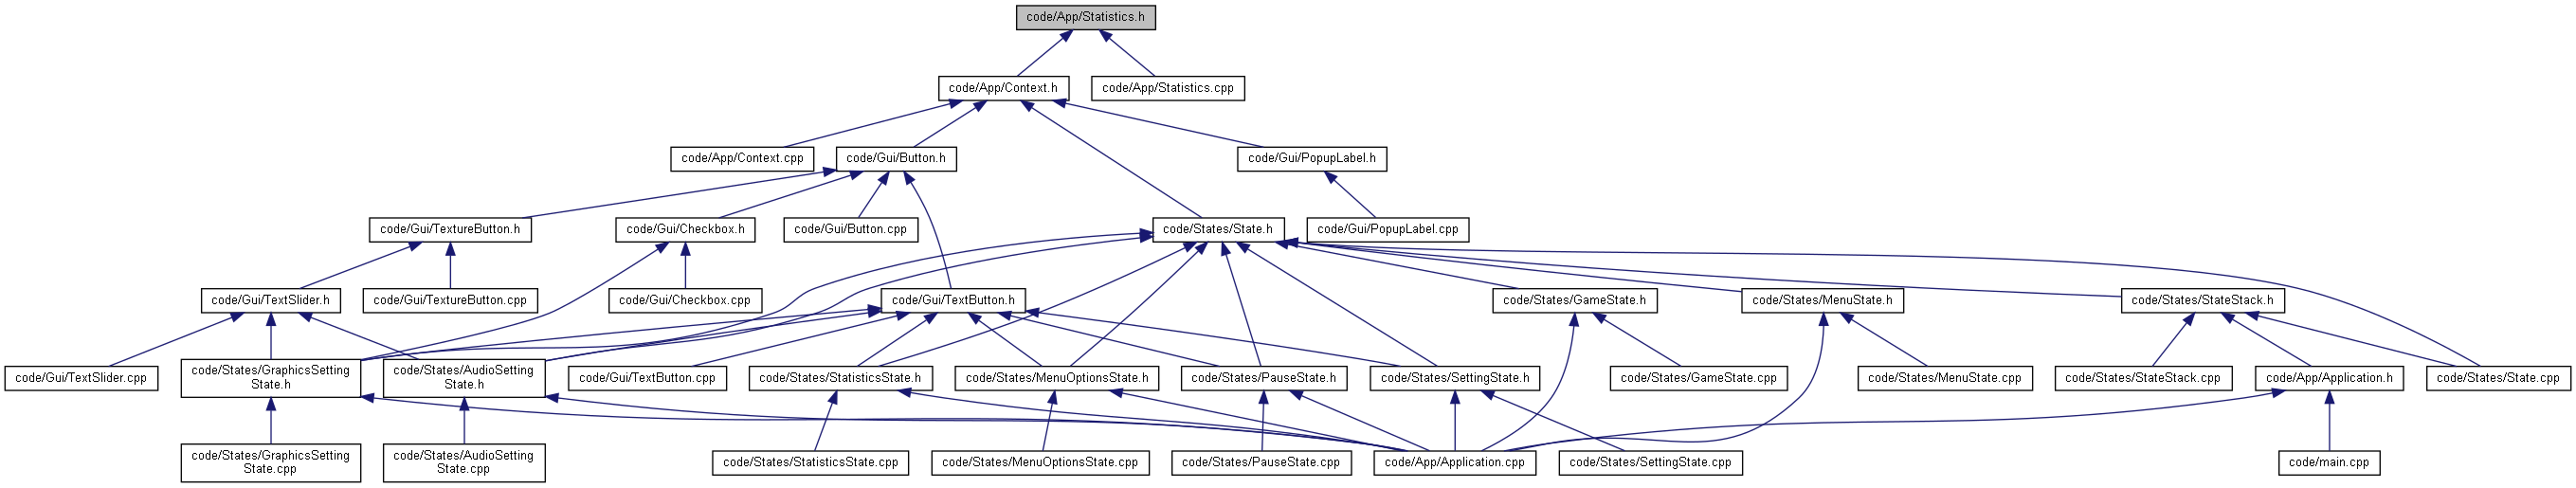 code/App/Statistics.h
code/App/Context.h
code/App/Statistics.cpp
code/App/Context.cpp
code/Gui/Button.h
code/Gui/PopupLabel.h
code/Gui/TextureButton.h
code/Gui/Checkbox.h
code/Gui/Button.cpp
code/States/State.h
code/Gui/PopupLabel.cpp
code/Gui/TextSlider.h
code/Gui/TextureButton.cpp
code/Gui/Checkbox.cpp
code/Gui/TextButton.h
code/States/GameState.h
code/States/MenuState.h
code/States/StateStack.h
code/Gui/TextSlider.cpp
code/States/GraphicsSetting
State.h
code/States/AudioSetting
State.h
code/Gui/TextButton.cpp
code/States/StatisticsState.h
code/States/MenuOptionsState.h
code/States/PauseState.h
code/States/SettingState.h
code/States/GameState.cpp
code/States/MenuState.cpp
code/States/StateStack.cpp
code/App/Application.h
code/States/State.cpp
code/States/GraphicsSetting
State.cpp
code/States/AudioSetting
State.cpp
code/States/StatisticsState.cpp
code/States/MenuOptionsState.cpp
code/States/PauseState.cpp
code/App/Application.cpp
code/States/SettingState.cpp
code/main.cpp